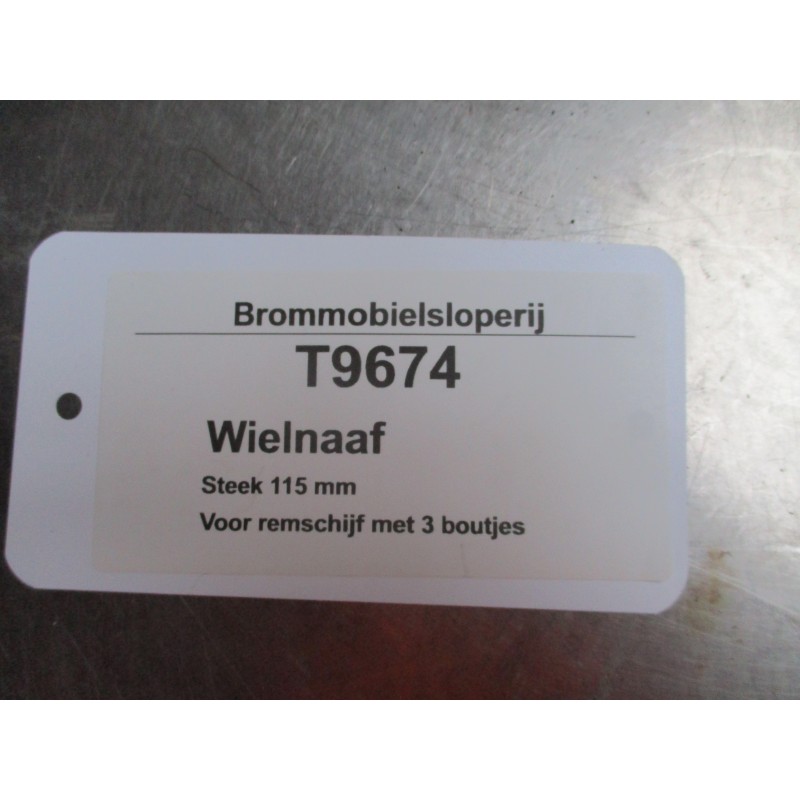 Brommobielsloperij
T9674
Wielnaaf
Steek 115 mm
Voor remschijf met 3 boutjes